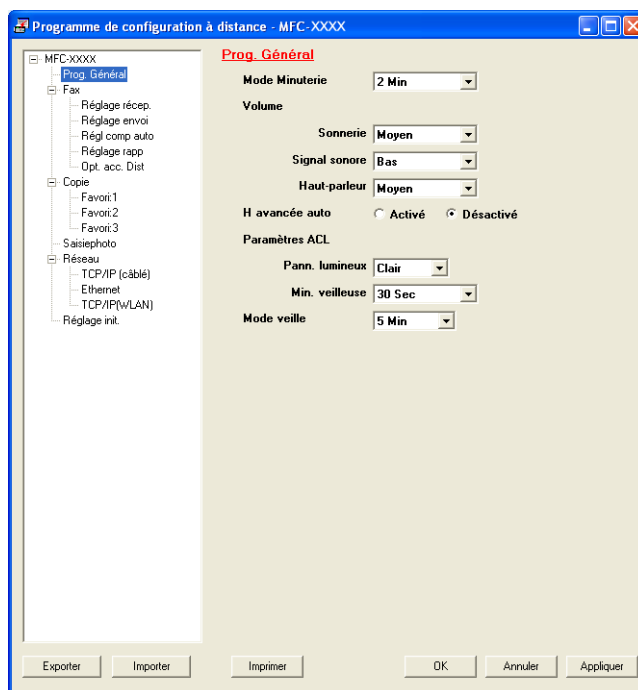 Programme de configuration à distance - MFC-XXXX
MFC-XXXX
Prog. Général
Fax
Réglage récep.
Réglage envoi
Régl comp auto
Réglage rapp
Opt. acc. Dist
Copie
Favori:1
Favori:2
Favori:3
Saisiephoto
Réseau
TCP/IP (câblé)
Ethernet
TCP/IP(WLAN)
Réglage init.
Prog. Général
Mode Minuterie 2 Min
Volume
Sonnerie Moyen
Signal sonore Bas
Haut-parleur Moyen
H avancée auto Activé Désactivé
Paramètres ACL
Pann. lumineux Clair
Min. veilleuse 30 Sec
Mode veille 5 Min
Exporter Importer Imprimer OK Annuler Appliquer